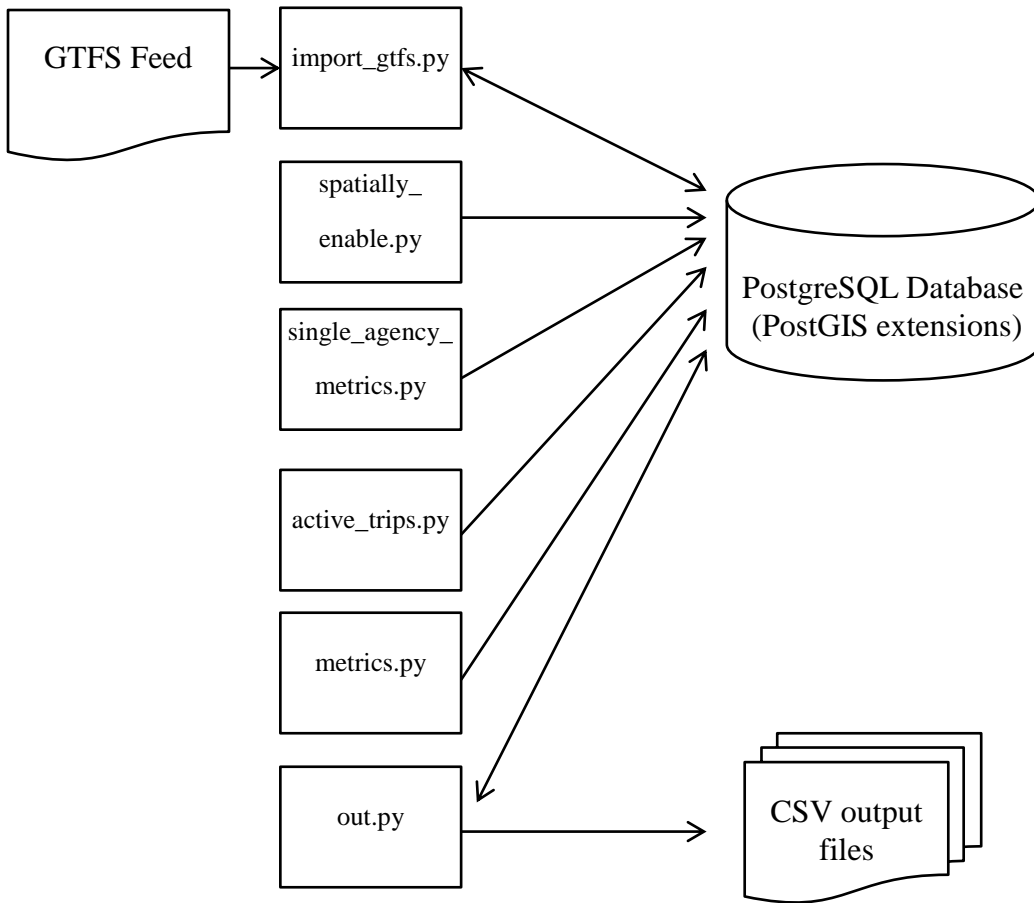 GTFS Feed
import_gtfs.py
spatially_
enable.py
single_agency_
metrics.py
PostgreSQL Database
(PostGIS extensions)
active_trips.py
metrics.py
out.py
CSV output
files